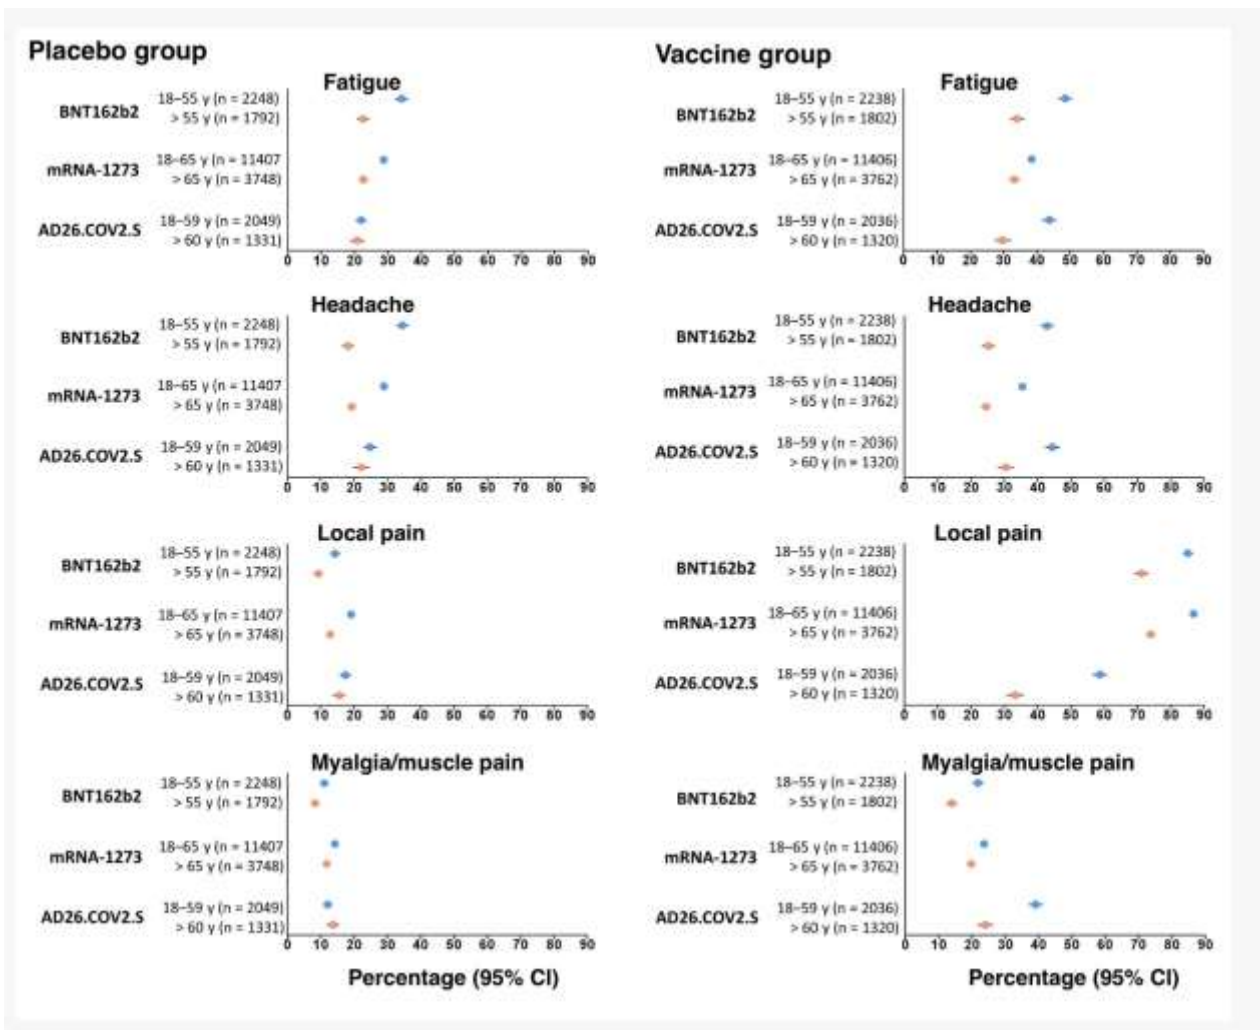 Placebo group
Fatigue
BNT162b2
18–55 y (n = 2248)
> 55 y (n = 1792)
mRNA-1273
18–65 y (n = 11407
> 65 y (n = 3748)
AD26.COV2.S
18–59 y (n = 2049)
> 60 y (n = 1331)
0 10 20 30 40 50 60 70 80 90
Headache
BNT162b2
18–55 y (n = 2248)
> 55 y (n = 1792)
mRNA-1273
18–65 y (n = 11407
> 65 y (n = 3748)
AD26.COV2.S
18–59 y (n = 2049)
> 60 y (n = 1331)
0 10 20 30 40 50 60 70 80 90
Local pain
BNT162b2
18–55 y (n = 2248)
> 55 y (n = 1792)
mRNA-1273
18–65 y (n = 11407
> 65 y (n = 3748)
AD26.COV2.S
18–59 y (n = 2049)
> 60 y (n = 1331)
0 10 20 30 40 50 60 70 80 90
Myalgia/muscle pain
BNT162b2
18–55 y (n = 2248)
> 55 y (n = 1792)
mRNA-1273
18–65 y (n = 11407)
> 65 y (n = 3748)
AD26.COV2.S
18–59 y (n = 2049)
> 60 y (n = 1331)
0 10 20 30 40 50 60 70 80 90
Percentage (95% CI)
Vaccine group
Fatigue
BNT162b2
18–55 y (n = 2238)
> 55 y (n = 1802)
mRNA-1273
18–65 y (n = 11406)
> 65 y (n = 3762)
AD26.COV2.S
18–59 y (n = 2036)
> 60 y (n = 1320)
0 10 20 30 40 50 60 70 80 90
Headache
BNT162b2
18–55 y (n = 2238)
> 55 y (n = 1802)
mRNA-1273
18–65 y (n = 11406)
> 65 y (n = 3762)
AD26.COV2.S
18–59 y (n = 2036)
> 60 y (n = 1320)
0 10 20 30 40 50 60 70 80 90
Local pain
BNT162b2
18–55 y (n = 2238)
> 55 y (n = 1802)
mRNA-1273
18–65 y (n = 11406)
> 65 y (n = 3762)
AD26.COV2.S
18–59 y (n = 2036)
> 60 y (n = 1320)
0 10 20 30 40 50 60 70 80 90
Myalgia/muscle pain
BNT162b2
18–55 y (n = 2238)
> 55 y (n = 1802)
mRNA-1273
18–65 y (n = 11406)
> 65 y (n = 3762)
AD26.COV2.S
18–59 y (n = 2036)
> 60 y (n = 1320)
0 10 20 30 40 50 60 70 80 90
Percentage (95% CI)